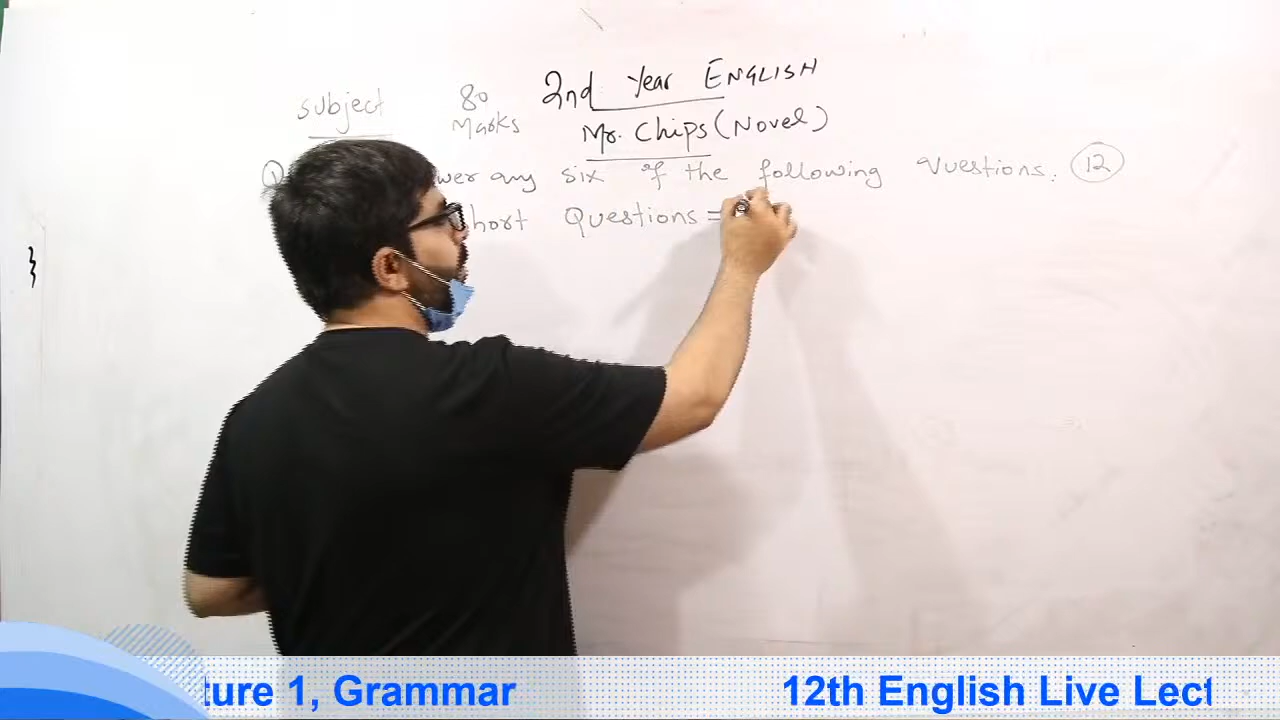 2nd Year ENGLISH
subject 80 Marks
Mr. Chips (Novel)
wer any six of the following Questions. 12
hort Questions =
ture 1, Grammar 12th English Live Lect